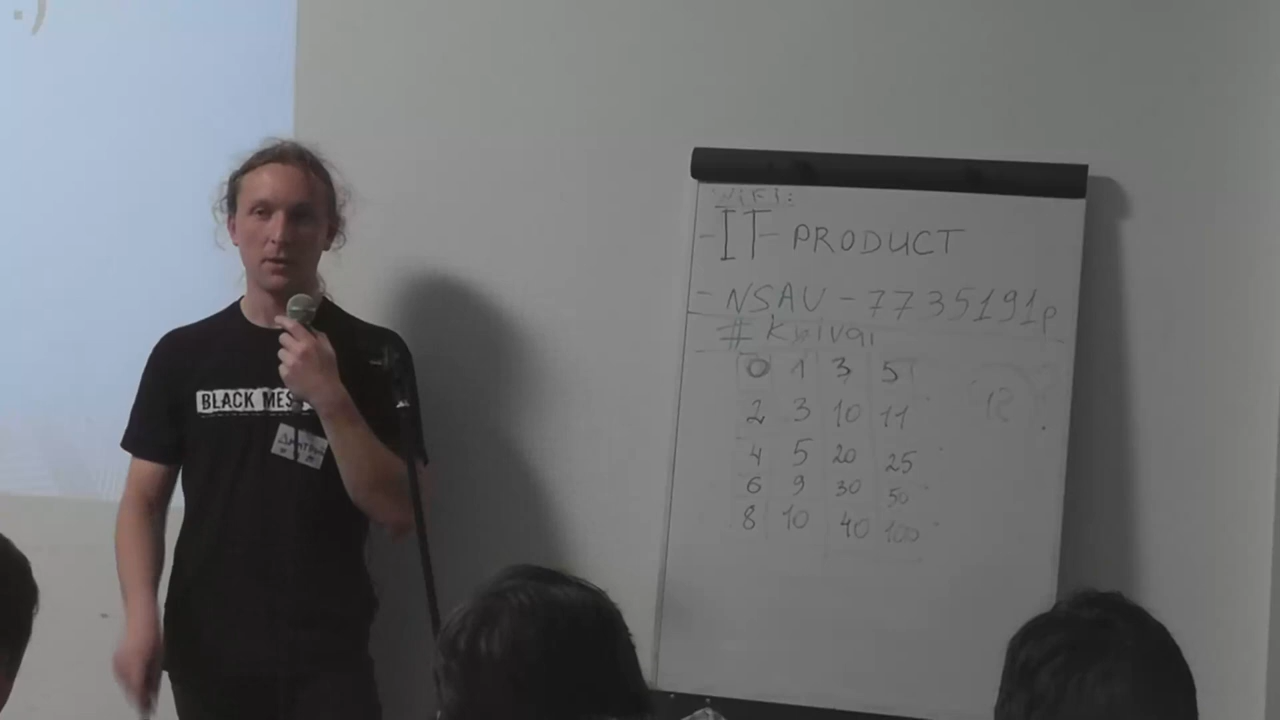 :)
WiFi:
- IT - PRODUCT
- NSAU - 7735191p
0 1 3 5
2 3 10 11
4 5 20 25
6 9 30 50
8 10 40 100
BLACK MES